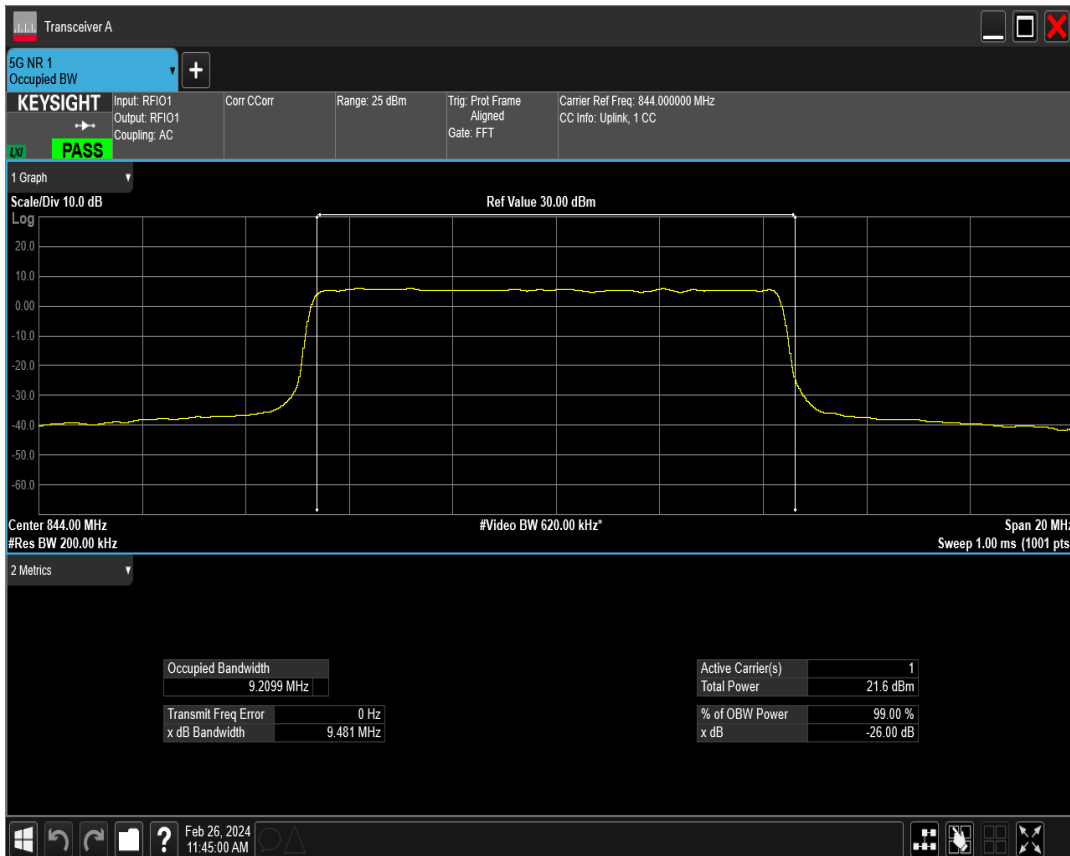 Transceiver A
5G NR 1
Occupied BW
+
KEYSIGHT
LXI
PASS
Input: RFIO1
Output: RFIO1
Coupling: AC
Corr CCorr
Range: 25 dBm
Trig: Prot Frame
Aligned
Gate: FFT
Carrier Ref Freq: 844.000000 MHz
CC Info: Uplink, 1 CC
1 Graph
Scale/Div 10.0 dB
Ref Value 30.00 dBm
Log
20.0
10.0
0.00
-10.0
-20.0
-30.0
-40.0
-50.0
-60.0
Center 844.00 MHz
#Video BW 620.00 kHz*
Span 20 MHz
#Res BW 200.00 kHz
Sweep 1.00 ms (1001 pts
2 Metrics
Occupied Bandwidth
9.2099 MHz
Transmit Freq Error 0 Hz
x dB Bandwidth 9.481 MHz
Active Carrier(s) 1
Total Power 21.6 dBm
% of OBW Power 99.00 %
x dB -26.00 dB
?
Feb 26, 2024
11:45:00 AM